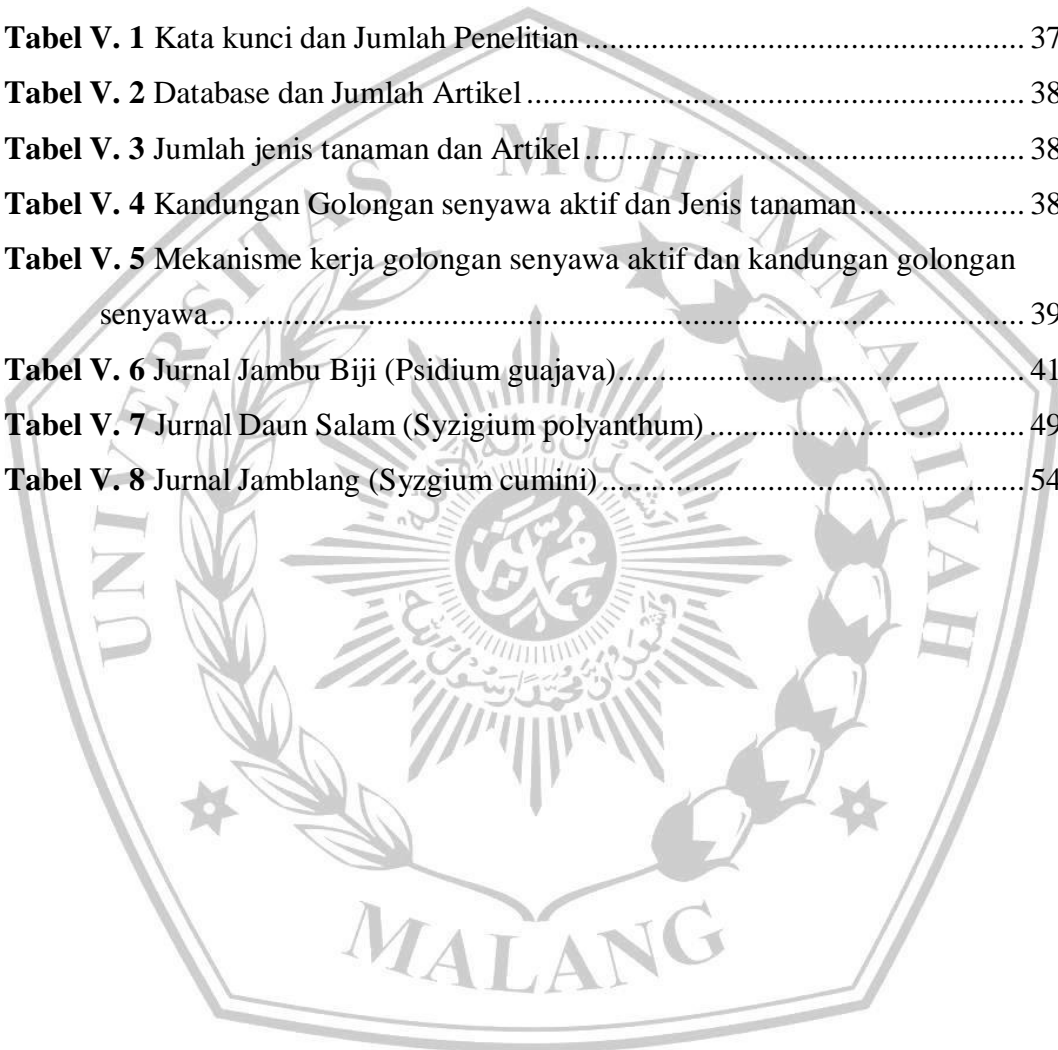 Tabel V. 1 Kata kunci dan Jumlah Penelitian ........................................................ 37
Tabel V. 2 Database dan Jumlah Artikel ............................................................... 38
Tabel V. 3 Jumlah jenis tanaman dan Artikel ........................................................ 38
Tabel V. 4 Kandungan Golongan senyawa aktif dan Jenis tanaman..................... 38
Tabel V. 5 Mekanisme kerja golongan senyawa aktif dan kandungan golongan
senyawa........................................................................................................ 39
Tabel V. 6 Jurnal Jambu Biji (Psidium guajava).................................................... 41
Tabel V. 7 Jurnal Daun Salam (Syzigium polyanthum) ........................................ 49
Tabel V. 8 Jurnal Jamblang (Syzgium cumini) ...................................................... 54
UNIVERSITAS MUHAMMADIYAH
MALANG